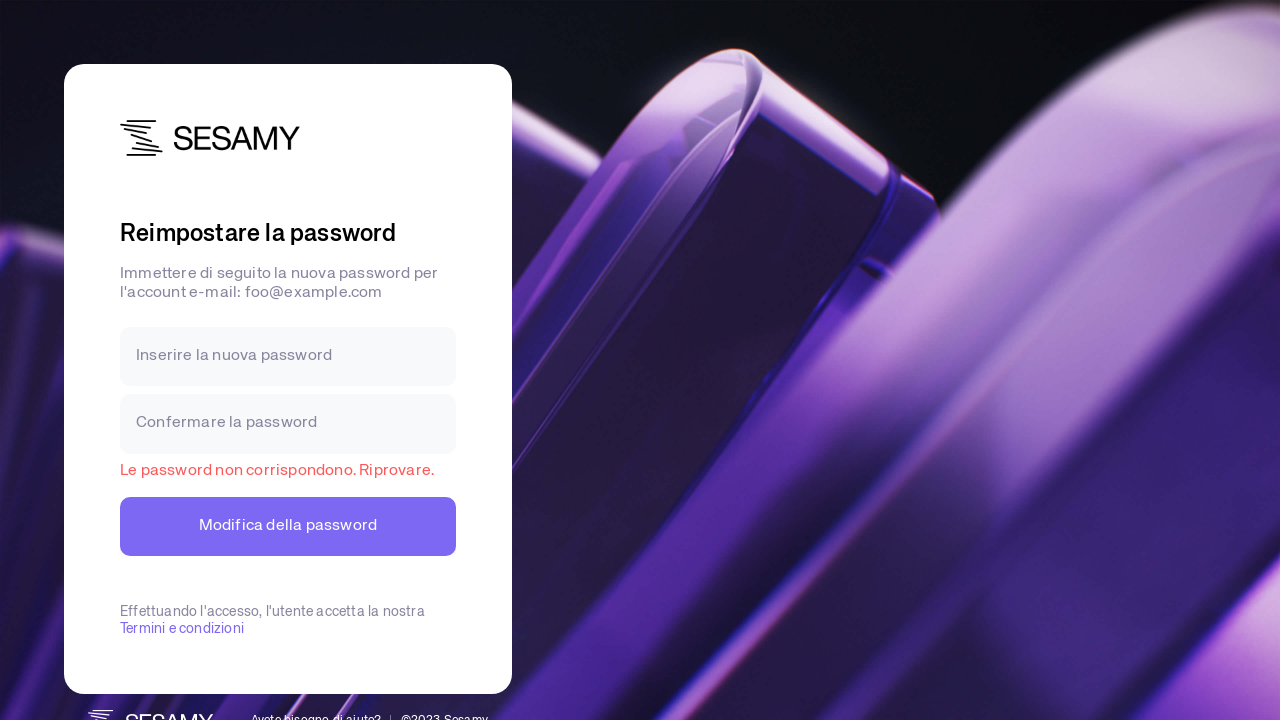 SESAMY
Reimpostare la password
Immettere di seguito la nuova password per
l'account e-mail: foo@example.com
Inserire la nuova password
Confermare la password
Le password non corrispondono. Riprovare.
Modifica della password
Effettuando l'accesso, l'utente accetta la nostra
Termini e condizioni
SESAMY Avete bisogno di aiuto? | ©2023 Sesamy